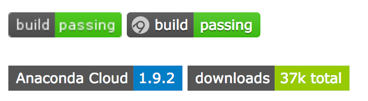 build passing build passing
Anaconda Cloud 1.9.2 downloads 37k total